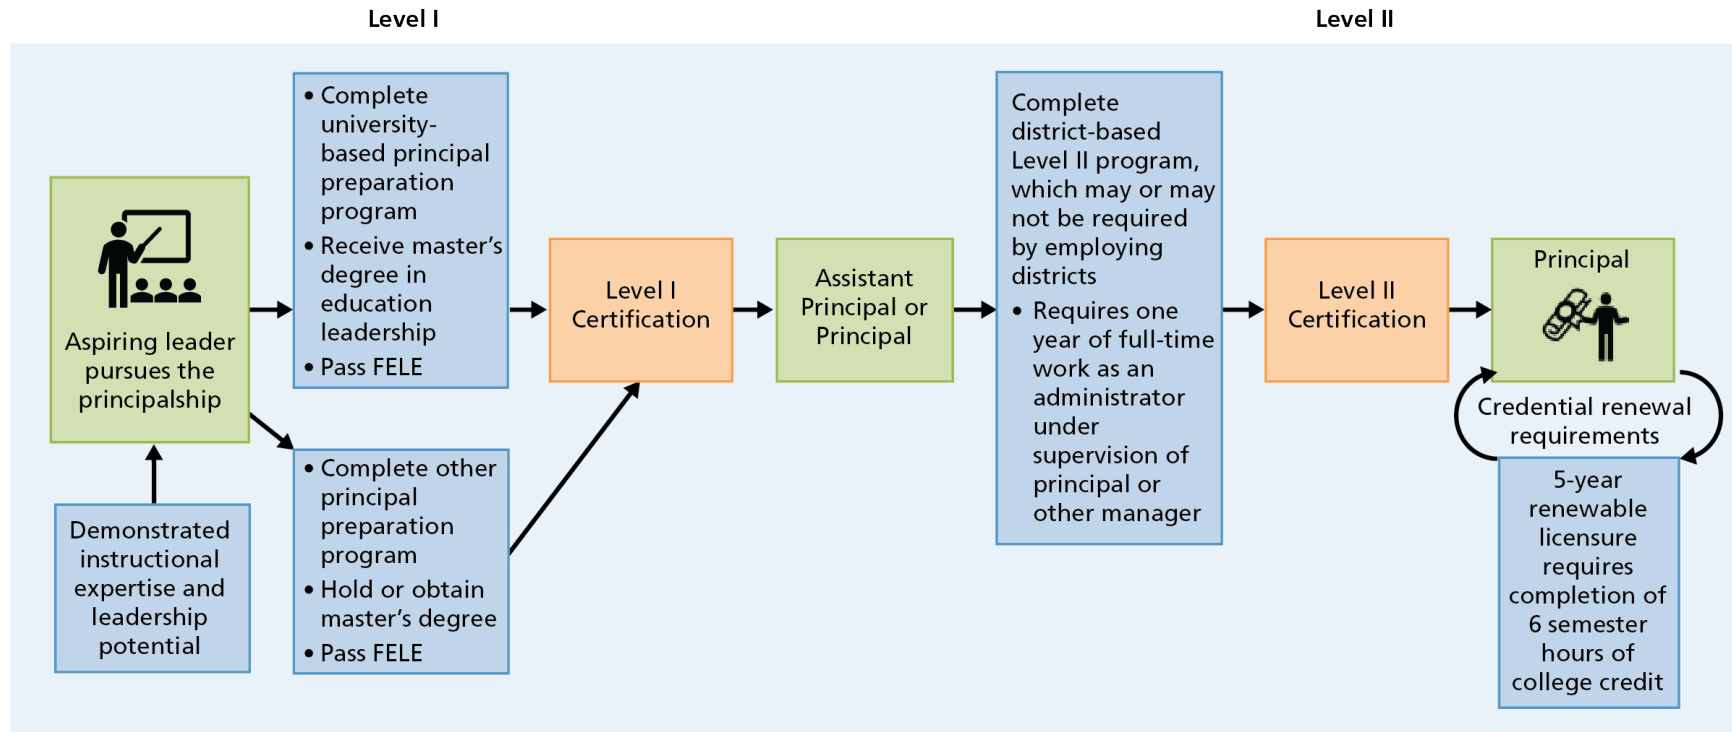 Level I
Level II
Demonstrated
instructional
expertise and
leadership
potential
Aspiring leader
pursues the
principalship
• Complete
university-
based principal
preparation
program
• Receive master’s
degree in
education
leadership
• Pass FELE
• Complete other
principal
preparation
program
• Hold or obtain
master’s degree
• Pass FELE
Level I
Certification
Assistant
Principal or
Principal
Complete
district-based
Level II program,
which may or may
not be required
by employing
districts
• Requires one
year of full-time
work as an
administrator
under
supervision of
principal or
other manager
Level II
Certification
Principal
Credential renewal
requirements
5-year
renewable
licensure
requires
completion of
6 semester
hours of
college credit